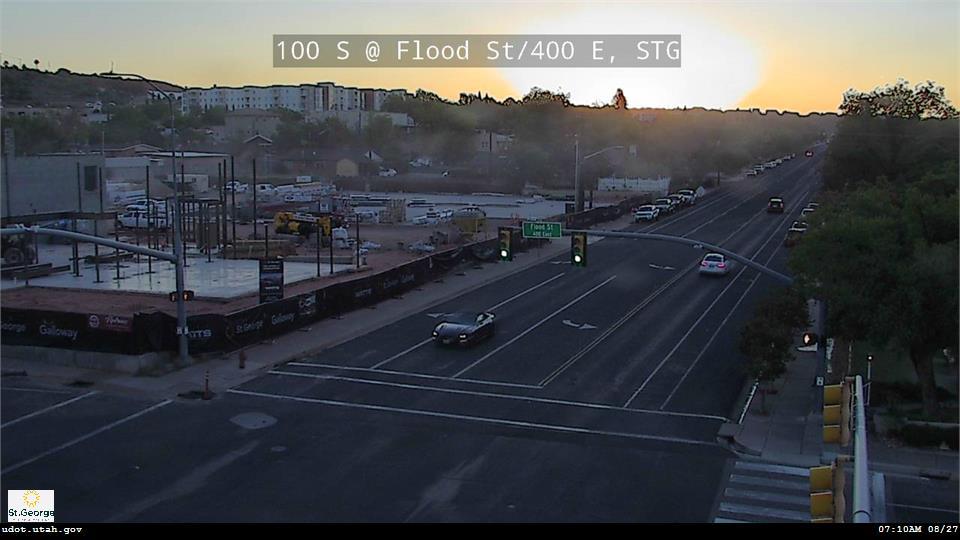 100 S @ Flood St/400 E, STG
Flood St
400 East
George
Galloway
St.George
Galloway
St.George
udot.utah.gov
07:10AM 08/27